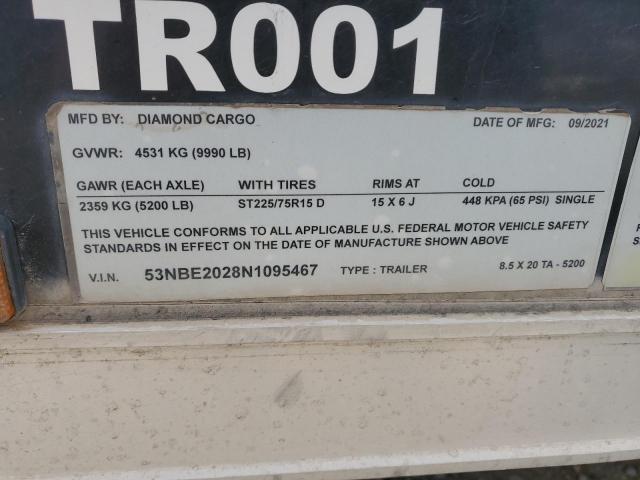 TR001
MFD BY: DIAMOND CARGO DATE OF MFG: 09/2021
GVWR: 4531 KG (9990 LB)
GAWR (EACH AXLE) WITH TIRES RIMS AT COLD
2359 KG (5200 LB) ST225/75R15 D 15 X 6 J 448 KPA (65 PSI) SINGLE
THIS VEHICLE CONFORMS TO ALL APPLICABLE U.S. FEDERAL MOTOR VEHICLE SAFETY
STANDARDS IN EFFECT ON THE DATE OF MANUFACTURE SHOWN ABOVE
V.I.N. 53NBE2028N1095467 TYPE : TRAILER 8.5 X 20 TA - 5200